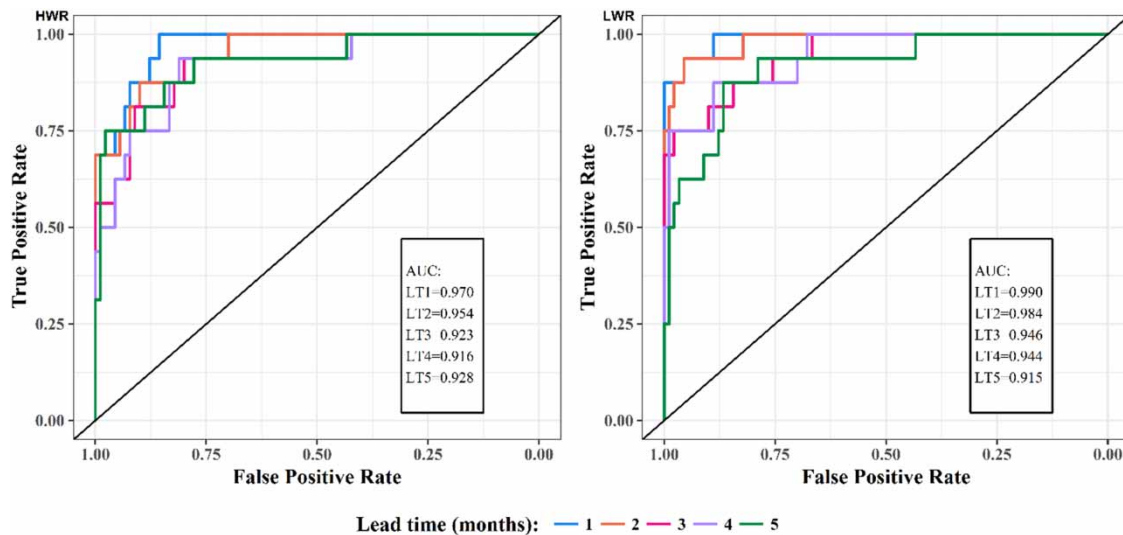 HWR
1.00
0.75
0.50
0.25
0.00
True Positive Rate
1.00 0.75 0.50 0.25 0.00
False Positive Rate
AUC:
LT1=0.970
LT2=0.954
LT3 0.923
LT4=0.916
LT5=0.928
LWR
1.00
0.75
0.50
0.25
0.00
True Positive Rate
1.00 0.75 0.50 0.25 0.00
False Positive Rate
AUC:
LT1=0.990
LT2=0.984
LT3 0.946
LT4=0.944
LT5=0.915
Lead time (months): 1 2 3 4 5